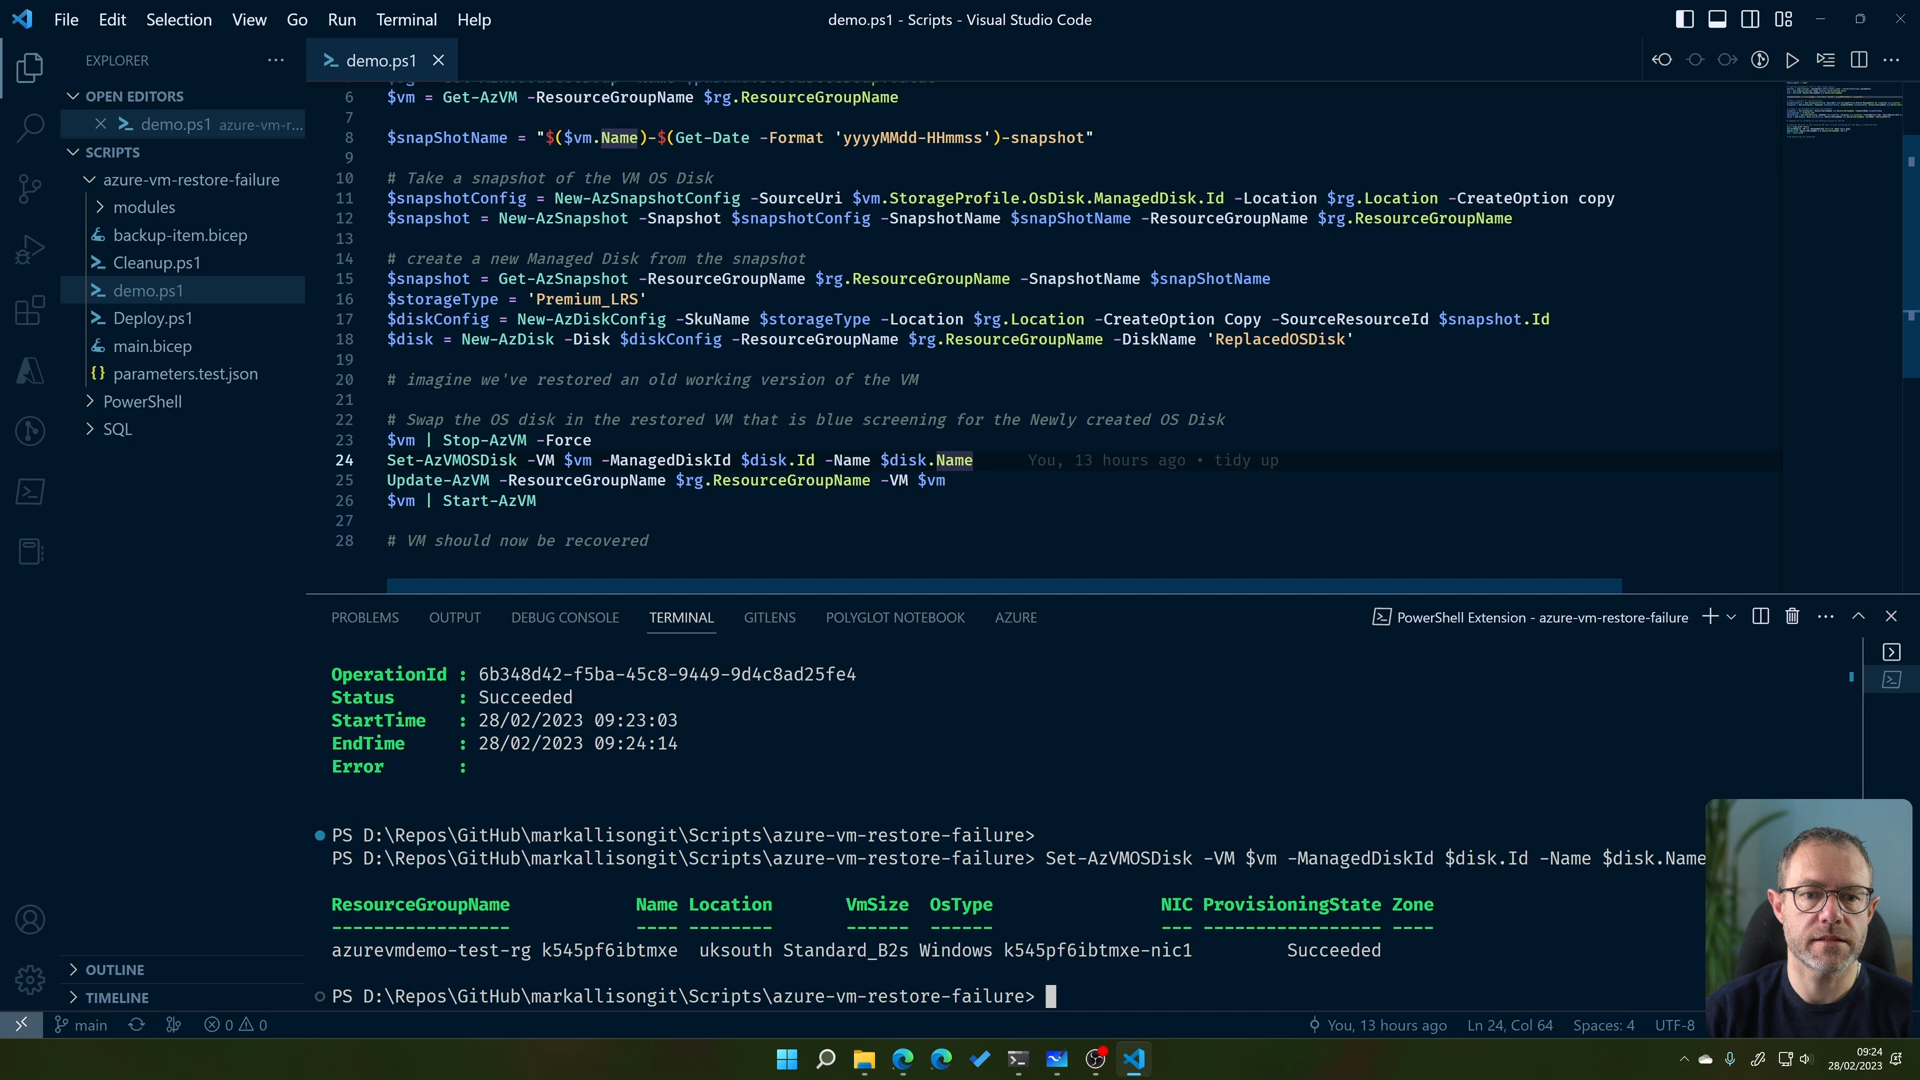 File Edit Selection View Go Run Terminal Help
demo.ps1 - Scripts - Visual Studio Code
EXPLORER
OPEN EDITORS
demo.ps1 azure-vm-r...
SCRIPTS
azure-vm-restore-failure
modules
backup-item.bicep
Cleanup.ps1
demo.ps1
Deploy.ps1
main.bicep
parameters.test.json
PowerShell
SQL
OUTLINE
TIMELINE
demo.ps1
6 $vm = Get-AzVM -ResourceGroupName $rg.ResourceGroupName
7
8 $snapShotName = "$($vm.Name)-$(Get-Date -Format 'yyyyMMdd-HHmmss')-snapshot"
9
10 # Take a snapshot of the VM OS Disk
11 $snapshotConfig = New-AzSnapshotConfig -SourceUri $vm.StorageProfile.OsDisk.ManagedDisk.Id -Location $rg.Location -CreateOption copy
12 $snapshot = New-AzSnapshot -Snapshot $snapshotConfig -SnapshotName $snapShotName -ResourceGroupName $rg.ResourceGroupName
13
14 # create a new Managed Disk from the snapshot
15 $snapshot = Get-AzSnapshot -ResourceGroupName $rg.ResourceGroupName -SnapshotName $snapShotName
16 $storageType = 'Premium_LRS'
17 $diskConfig = New-AzDiskConfig -SkuName $storageType -Location $rg.Location -CreateOption Copy -SourceResourceId $snapshot.Id
18 $disk = New-AzDisk -Disk $diskConfig -ResourceGroupName $rg.ResourceGroupName -DiskName 'ReplacedOSDisk'
19
20 # imagine we've restored an old working version of the VM
21
22 # Swap the OS disk in the restored VM that is blue screening for the Newly created OS Disk
23 $vm | Stop-AzVM -Force
24 Set-AzVMOSDisk -VM $vm -ManagedDiskId $disk.Id -Name $disk.Name You, 13 hours ago • tidy up
25 Update-AzVM -ResourceGroupName $rg.ResourceGroupName -VM $vm
26 $vm | Start-AzVM
27
28 # VM should now be recovered
PROBLEMS OUTPUT DEBUG CONSOLE TERMINAL GITLENS POLYGLOT NOTEBOOK AZURE
PowerShell Extension - azure-vm-restore-failure
OperationId : 6b348d42-f5ba-45c8-9449-9d4c8ad25fe4
Status : Succeeded
StartTime : 28/02/2023 09:23:03
EndTime : 28/02/2023 09:24:14
Error :
PS D:\Repos\GitHub\markallisongit\Scripts\azure-vm-restore-failure>
PS D:\Repos\GitHub\markallisongit\Scripts\azure-vm-restore-failure> Set-AzVMOSDisk -VM $vm -ManagedDiskId $disk.Id -Name $disk.Name
ResourceGroupName Name Location VmSize OsType NIC ProvisioningState Zone
----------------- ---- -------- ------ ------ --- ----------------- ----
azurevmdemo-test-rg k545pf6ibtmxe uksouth Standard_B2s Windows k545pf6ibtmxe-nic1 Succeeded
PS D:\Repos\GitHub\markallisongit\Scripts\azure-vm-restore-failure>
main 0 0 You, 13 hours ago Ln 24, Col 64 Spaces: 4 UTF-8
09:24
28/02/2023